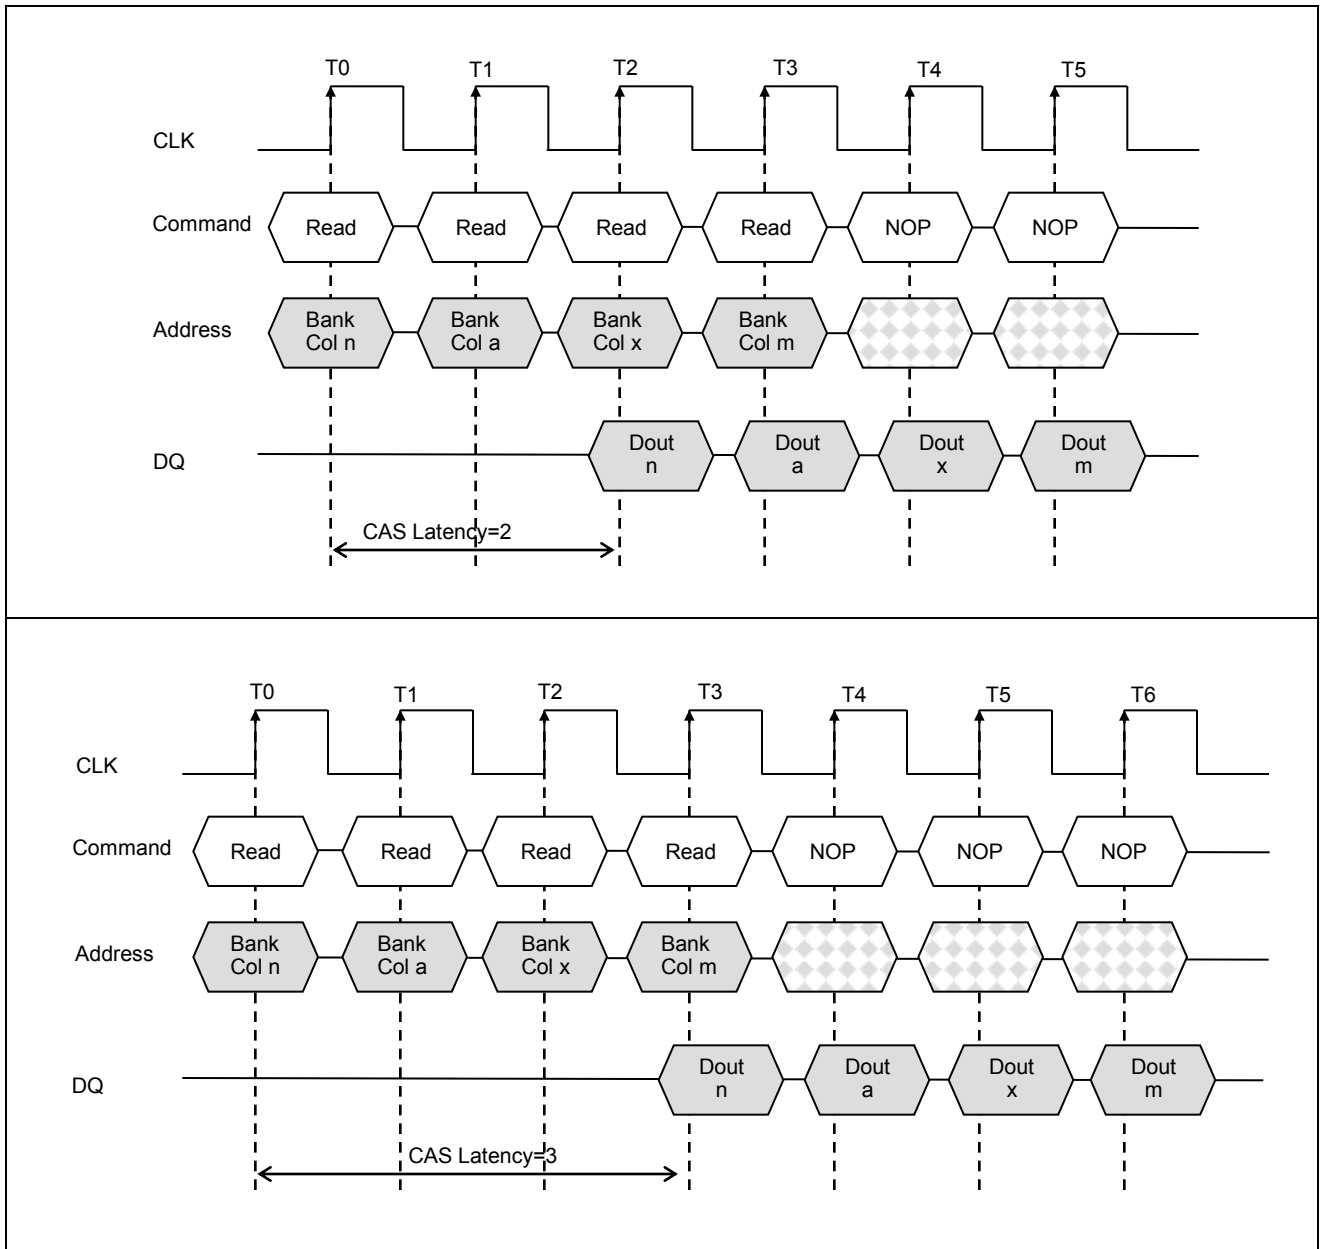 T0 T1 T2 T3 T4 T5
CLK
Command Read Read Read Read NOP NOP
Address
Bank Bank Bank Bank
Col n Col a Col x Col m
DQ
Dout Dout Dout Dout
n a x m
CAS Latency=2
T0 T1 T2 T3 T4 T5 T6
CLK
Command Read Read Read Read NOP NOP NOP
Address
Bank Bank Bank Bank
Col n Col a Col x Col m
DQ
Dout Dout Dout Dout
n a x m
CAS Latency=3